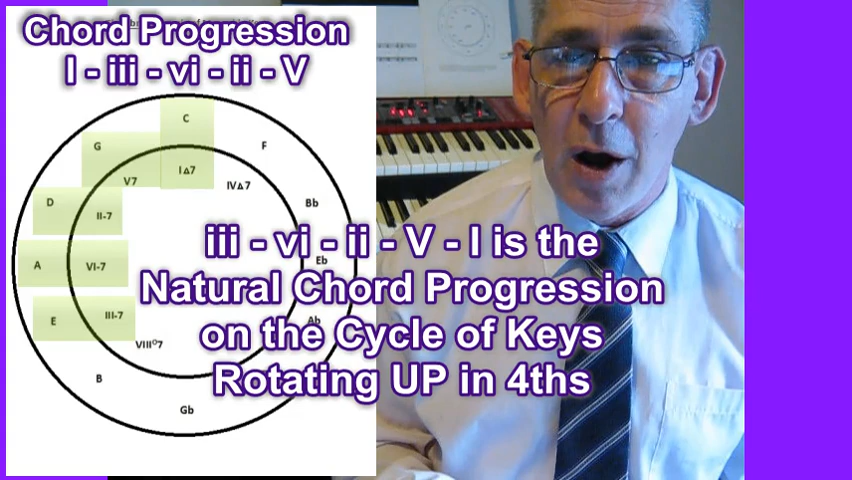 Chord Progression
I - iii - vi - ii - V
C
G
F
IΔ7
V7
IVΔ7
D
II-7
Bb
iii - vi - ii - V - I is the
A
VI-7
Eb
Natural Chord Progression
E
III-7
Ab
on the Cycle of Keys
VIIIØ7
B
Rotating UP in 4ths
Gb